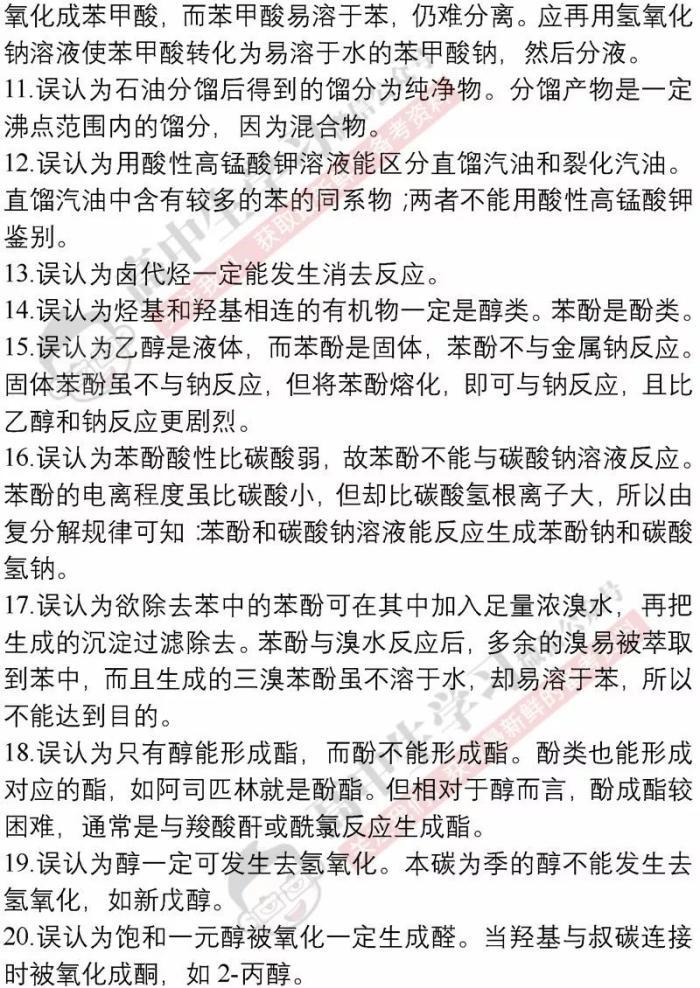 氧化成苯甲酸，而苯甲酸易溶于苯，仍难分离。应再用氢氧化
钠溶液使苯甲酸转化为易溶于水的苯甲酸钠，然后分液。
11.误认为石油分馏后得到的馏分为纯净物。分馏产物是一定
沸点范围内的馏分，因为混合物。
12.误认为用酸性高锰酸钾溶液能区分直馏汽油和裂化汽油。
直馏汽油中含有较多的苯的同系物；两者不能用酸性高锰酸钾
鉴别。
13.误认为卤代烃一定能发生消去反应。
14.误认为烃基和羟基相连的有机物一定是醇类。苯酚是酚类。
15.误认为乙醇是液体，而苯酚是固体，苯酚不与金属钠反应。
固体苯酚虽不与钠反应，但将苯酚熔化，即可与钠反应，且比
乙醇和钠反应更剧烈。
16.误认为苯酚酸性比碳酸弱，故苯酚不能与碳酸钠溶液反应。
苯酚的电离程度虽比碳酸小，但却比碳酸氢根离子大，所以由
复分解规律可知：苯酚和碳酸钠溶液能反应生成苯酚钠和碳酸
氢钠。
17.误认为欲除去苯中的苯酚可在其中加入足量浓溴水，再把
生成的沉淀过滤除去。苯酚与溴水反应后，多余的溴易被萃取
到苯中，而且生成的三溴苯酚虽不溶于水，却易溶于苯，所以
不能达到目的。
18.误认为只有醇能形成酯，而酚不能形成酯。酚类也能形成
对应的酯，如阿司匹林就是酚酯。但相对于醇而言，酚成酯较
困难，通常是与羧酸酐或酰氯反应生成酯。
19.误认为醇一定可发生去氢氧化。本碳为季的醇不能发生去
氢氧化，如新戊醇。
20.误认为饱和一元醇被氧化一定生成醛。当羟基与叔碳连接
时被氧化成酮，如 2-丙醇。